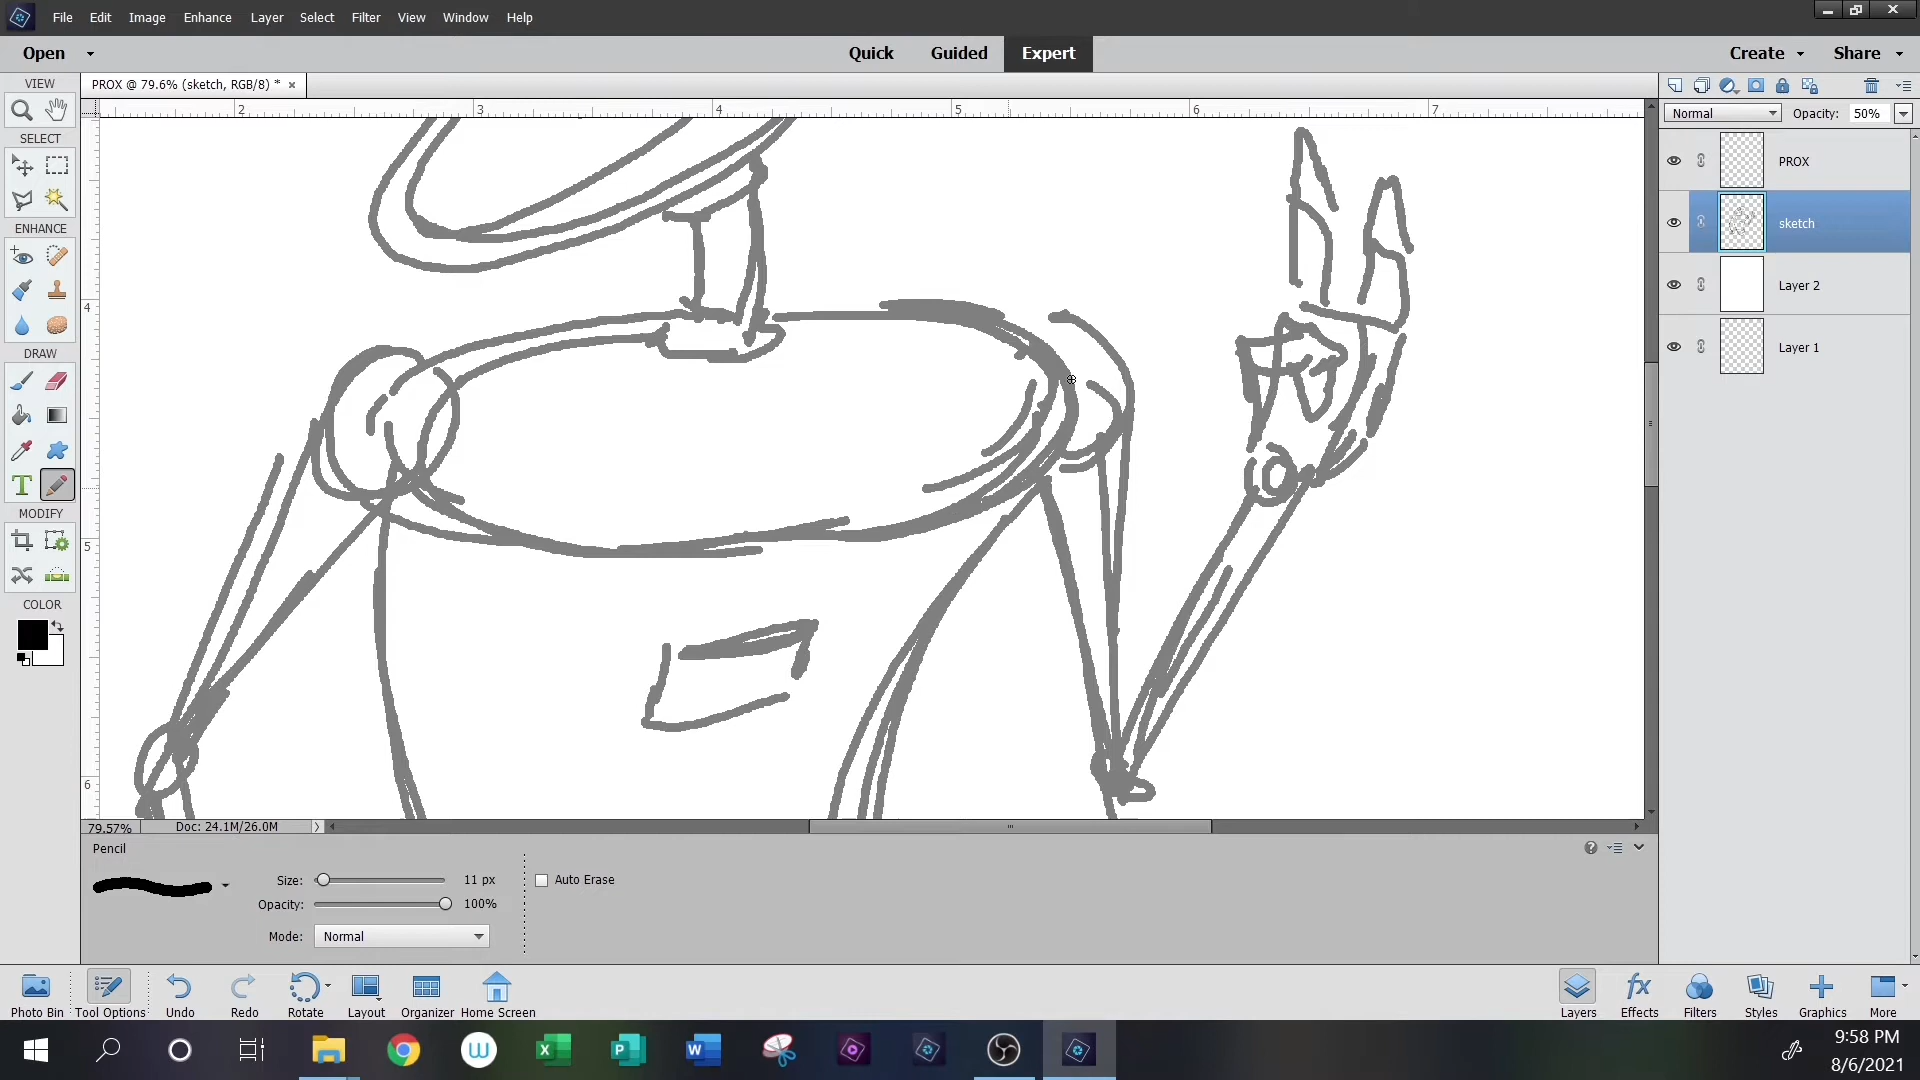 File Edit Image Enhance Layer Select Filter View Window Help
Open Quick Guided Expert Create Share
VIEW
PROX @ 79.6% (sketch, RGB/8) * ×
2 3 4 5 6 7
Normal Opacity: 50%
SELECT
PROX
sketch
ENHANCE
Layer 2
4
DRAW
Layer 1
T
MODIFY
5
COLOR
6
79.57% Doc: 24.1M/26.0M
Pencil
Size: 11 px Auto Erase
Opacity: 100%
Mode: Normal
Photo Bin Tool Options Undo Redo Rotate Layout Organizer Home Screen Layers Effects Filters Styles Graphics More
9:58 PM
8/6/2021